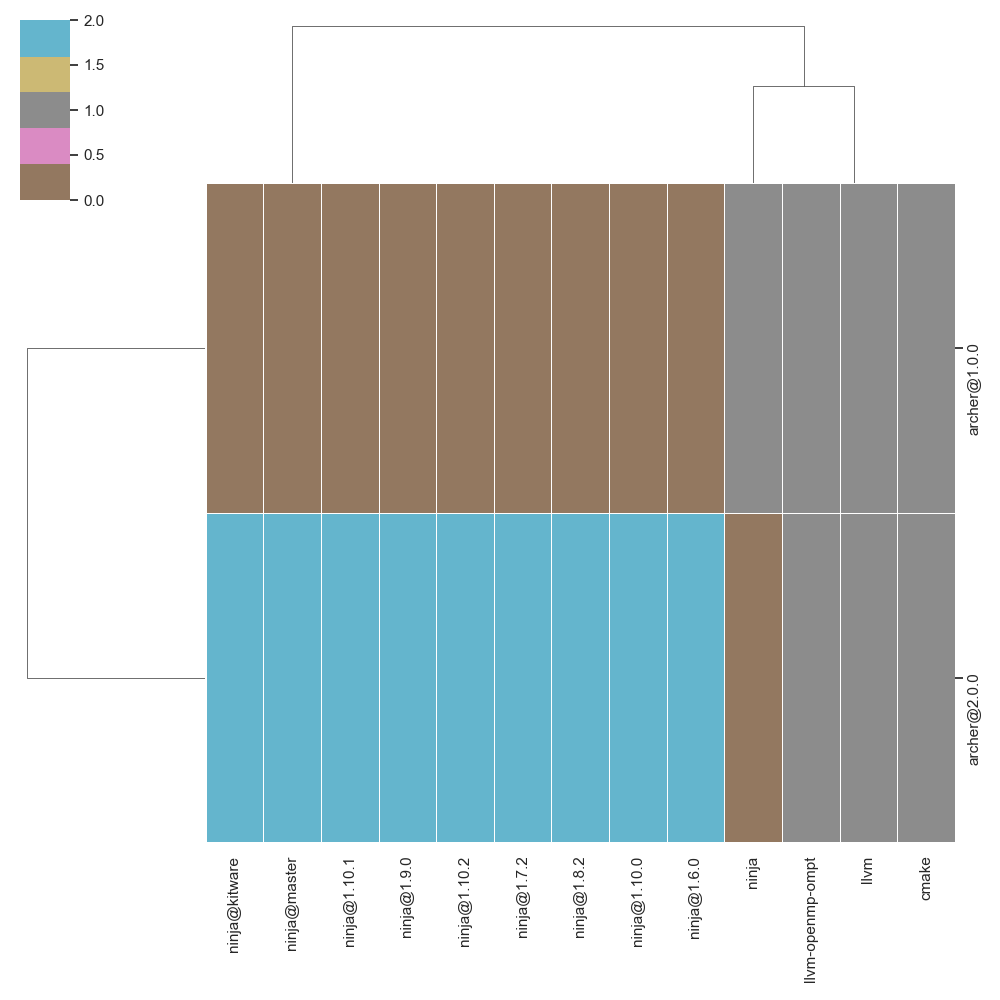 2.0
1.5
1.0
0.5
0.0
archer@1.0.0
archer@2.0.0
ninja@kitware
ninja@master
ninja@1.10.1
ninja@1.9.0
ninja@1.10.2
ninja@1.7.2
ninja@1.8.2
ninja@1.10.0
ninja@1.6.0
ninja
llvm-openmp-ompt
llvm
cmake